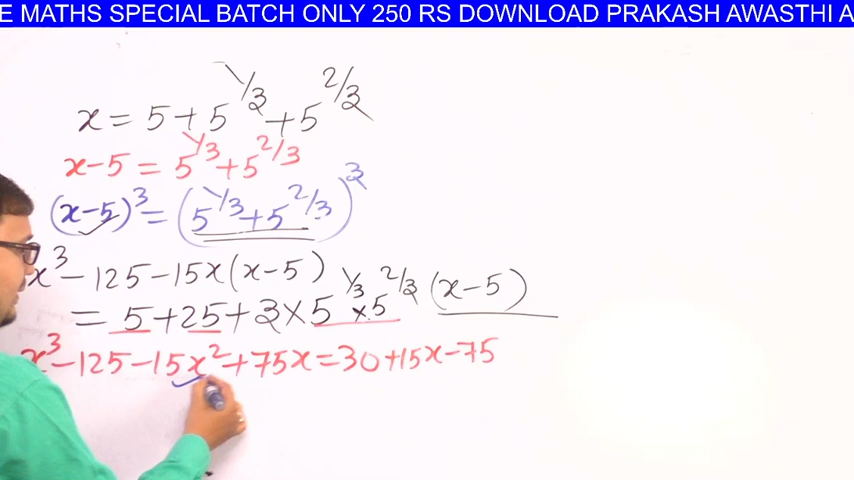 E MATHS SPECIAL BATCH ONLY 250 RS DOWNLOAD PRAKASH AWASTHI A
x = 5 + 5^1/3 + 5^2/3
x - 5 = 5^1/3 + 5^2/3
(x - 5)^3 = (5^1/3 + 5^2/3)^3
x^3 - 125 - 15x(x - 5)
= 5 + 25 + 3 × 5^1/3 × 5^2/3 (x - 5)
x^3 - 125 - 15x^2 + 75x = 30 + 15x - 75